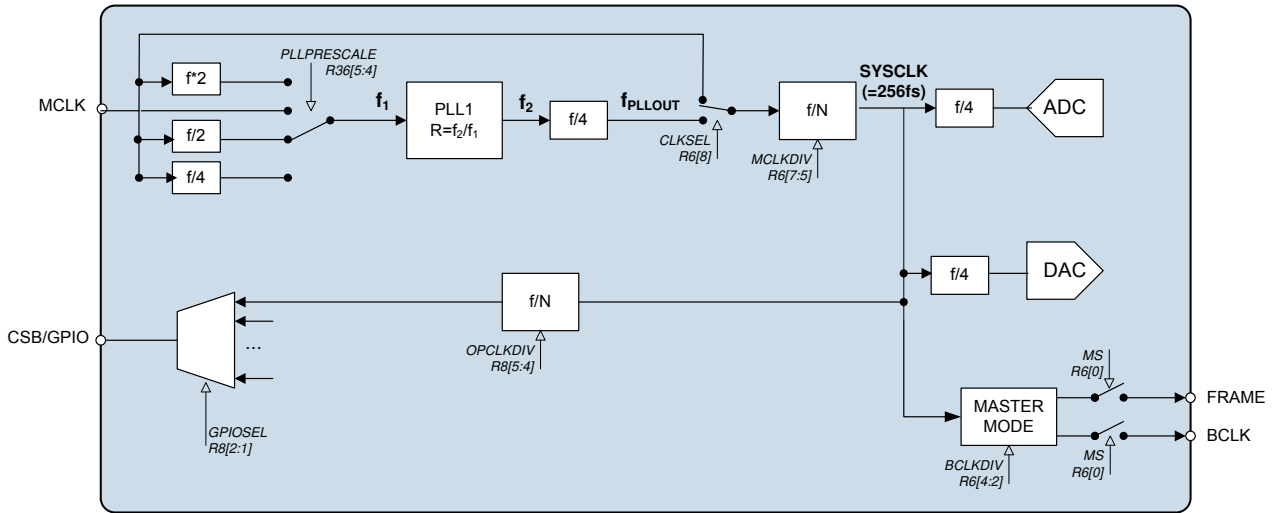 PLLPRESCALE
R36[5:4]
f*2
MCLK
f/2
f/4
f1
PLL1
R=f2/f1
f2
f/4
fPLLOUT
CLKSEL
R6[8]
f/N
MCLKDIV
R6[7:5]
SYSCLK
(=256fs)
f/4
ADC
f/4
DAC
f/N
OPCLKDIV
R8[5:4]
CSB/GPIO
...
GPIOSEL
R8[2:1]
MASTER
MODE
BCLKDIV
R6[4:2]
MS
R6[0]
FRAME
BCLK
MS
R6[0]